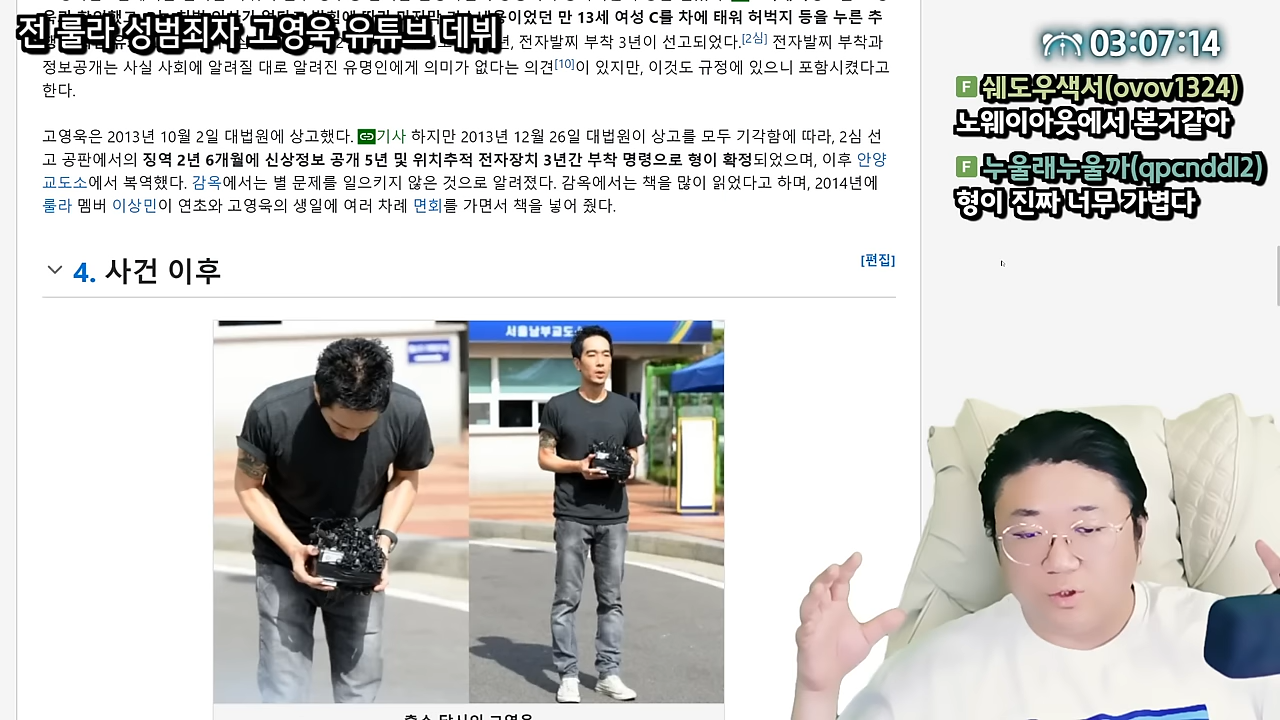 전 룰라 성범죄자 고영욱 유튜브 데뷔
만 13세 여성 C를 차에 태워 허벅지 등을 누른 추
전자발찌 부착 3년이 선고되었다.[2심] 전자발찌 부착과
정보공개는 사실 사회에 알려질 대로 알려진 유명인에게 의미가 없다는 의견[10]이 있지만, 이것도 규정에 있으니 포함시켰다고
한다.
고영욱은 2013년 10월 2일 대법원에 상고했다. 기사 하지만 2013년 12월 26일 대법원이 상고를 모두 기각함에 따라, 2심 선
고 공판에서의 징역 2년 6개월에 신상정보 공개 5년 및 위치추적 전자장치 3년간 부착 명령으로 형이 확정되었으며, 이후 안양
교도소에서 복역했다. 감옥에서는 별 문제를 일으키지 않은 것으로 알려졌다. 감옥에서는 책을 많이 읽었다고 하며, 2014년에
룰라 멤버 이상민이 연초와 고영욱의 생일에 여러 차례 면회를 가면서 책을 넣어 줬다.
4. 사건 이후
[편집]
서울남부교도소
출소 당시의 고영욱
03:07:14
F 쉐도우색서(ovov1324)
노웨이아웃에서 본거같아
F 누울래누울까(qpcnddl2)
형이 진짜 너무 가볍다